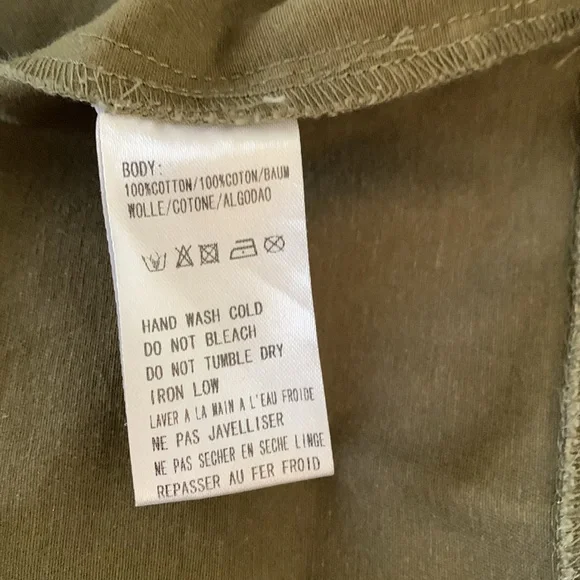 BODY:
100%COTTON/100%COTON/BAUM
WOLLE/COTONE/ALGODAO
HAND WASH COLD
DO NOT BLEACH
DO NOT TUMBLE DRY
IRON LOW
LAVER A LA MAIN A L'EAU FROIDE
NE PAS JAVELLISER
NE PAS SECHER EN SECHE LINGE
REPASSER AU FER FROID